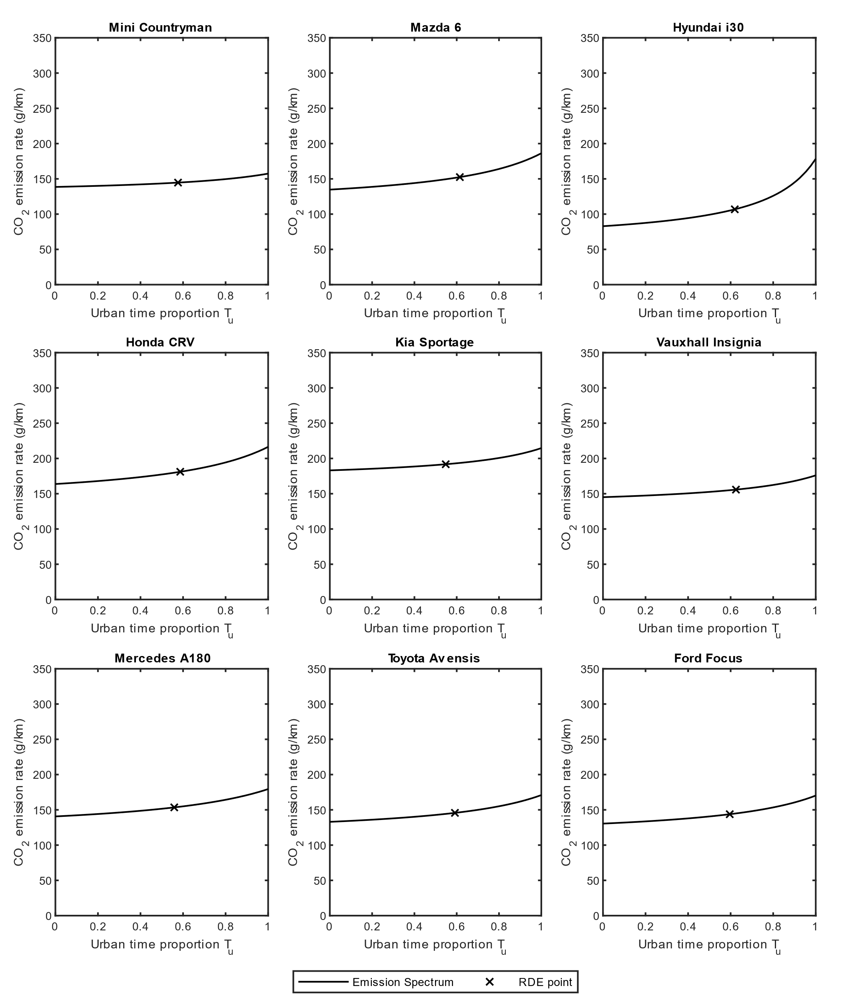 Mini Countryman
350
300
250
200
150
100
50
0
CO2 emission rate (g/km)
0 0.2 0.4 0.6 0.8 1
Urban time proportion Tu
Mazda 6
350
300
250
200
150
100
50
0
CO2 emission rate (g/km)
0 0.2 0.4 0.6 0.8 1
Urban time proportion Tu
Hyundai i30
350
300
250
200
150
100
50
0
CO2 emission rate (g/km)
0 0.2 0.4 0.6 0.8 1
Urban time proportion Tu
Honda CRV
350
300
250
200
150
100
50
0
CO2 emission rate (g/km)
0 0.2 0.4 0.6 0.8 1
Urban time proportion Tu
Kia Sportage
350
300
250
200
150
100
50
0
CO2 emission rate (g/km)
0 0.2 0.4 0.6 0.8 1
Urban time proportion Tu
Vauxhall Insignia
350
300
250
200
150
100
50
0
CO2 emission rate (g/km)
0 0.2 0.4 0.6 0.8 1
Urban time proportion Tu
Mercedes A180
350
300
250
200
150
100
50
0
CO2 emission rate (g/km)
0 0.2 0.4 0.6 0.8 1
Urban time proportion Tu
Toyota Avensis
350
300
250
200
150
100
50
0
CO2 emission rate (g/km)
0 0.2 0.4 0.6 0.8 1
Urban time proportion Tu
Ford Focus
350
300
250
200
150
100
50
0
CO2 emission rate (g/km)
0 0.2 0.4 0.6 0.8 1
Urban time proportion Tu
Emission Spectrum RDE point